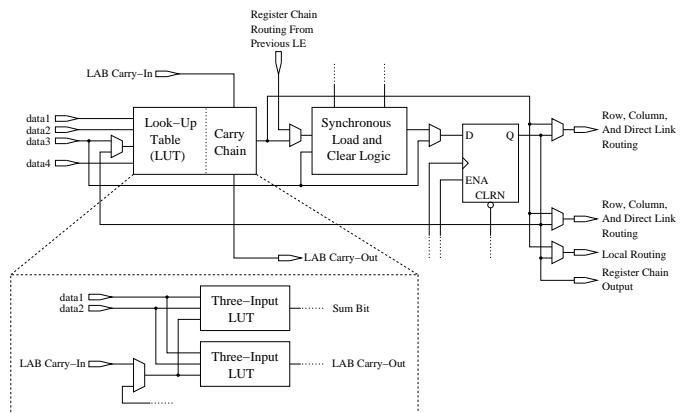 Register Chain
Routing From
Previous LE
LAB Carry−In
data1
data2
data3
data4
Look−Up
Table
(LUT)
Carry
Chain
Synchronous
Load and
Clear Logic
D
Q
ENA
CLRN
Row, Column,
And Direct Link
Routing
Row, Column,
And Direct Link
Routing
Local Routing
Register Chain
Output
LAB Carry−Out
data1
data2
Three−Input
LUT
Sum Bit
LAB Carry−In
Three−Input
LUT
LAB Carry−Out